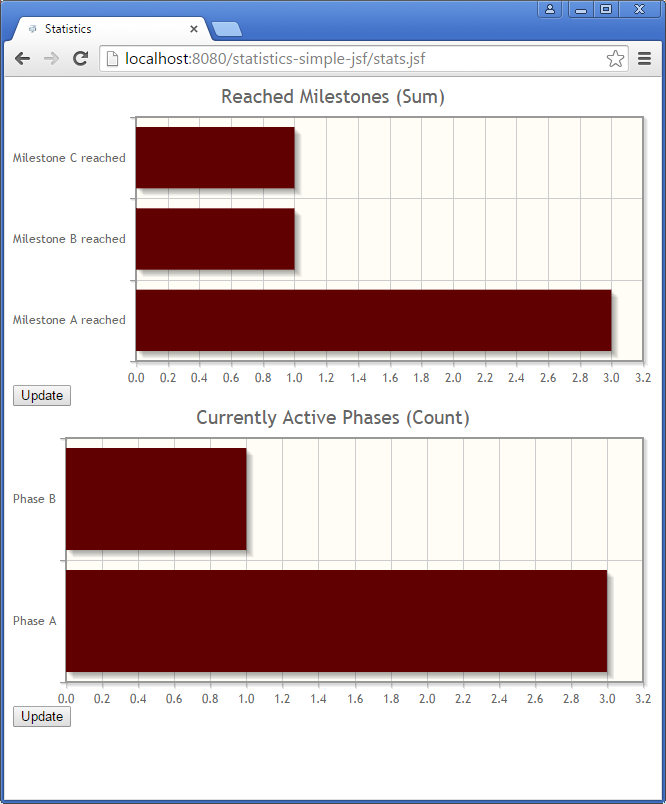 Statistics
localhost:8080/statistics-simple-jsf/stats.jsf
Reached Milestones (Sum)
Milestone C reached
Milestone B reached
Milestone A reached
0.0 0.2 0.4 0.6 0.8 1.0 1.2 1.4 1.6 1.8 2.0 2.2 2.4 2.6 2.8 3.0 3.2
Update
Currently Active Phases (Count)
Phase B
Phase A
0.0 0.2 0.4 0.6 0.8 1.0 1.2 1.4 1.6 1.8 2.0 2.2 2.4 2.6 2.8 3.0 3.2
Update